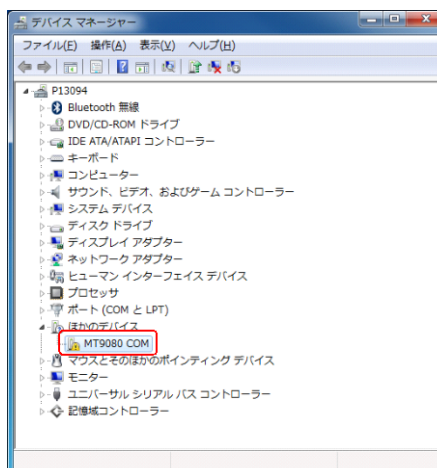 デバイス マネージャー
ファイル(F) 操作(A) 表示(V) ヘルプ(H)
P13094
Bluetooth 無線
DVD/CD-ROM ドライブ
IDE ATA/ATAPI コントローラー
キーボード
コンピューター
サウンド、ビデオ、およびゲーム コントローラー
システム デバイス
ディスク ドライブ
ディスプレイ アダプター
ネットワーク アダプター
ヒューマン インターフェイス デバイス
プロセッサ
ポート (COM と LPT)
ほかのデバイス
MT9080 COM
マウスとそのほかのポインティング デバイス
モニター
ユニバーサル シリアル バス コントローラー
記憶域コントローラー